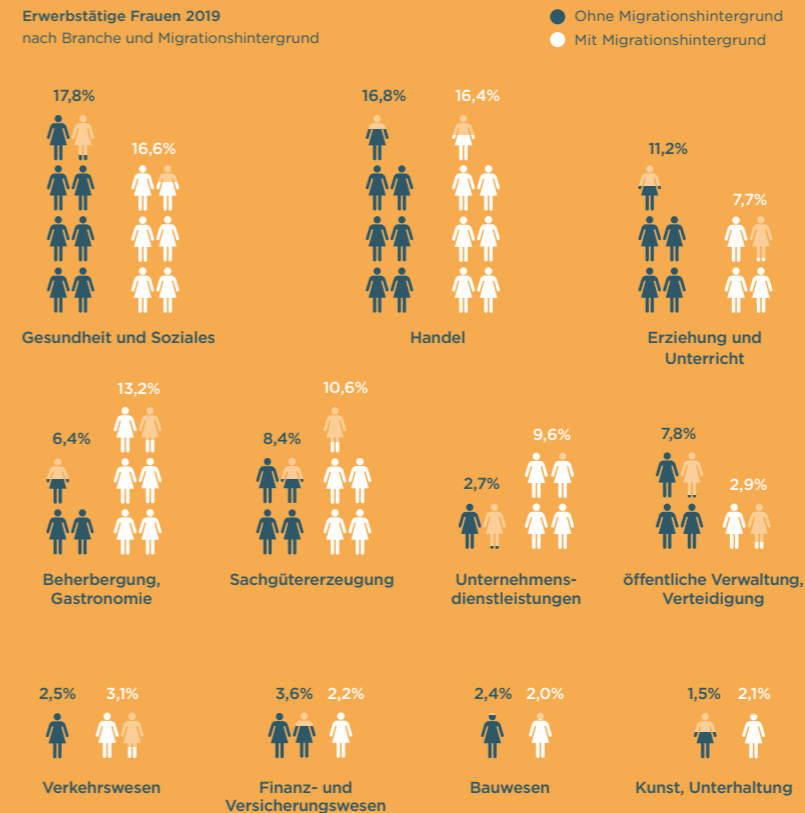 Erwerbstätige Frauen 2019
nach Branche und Migrationshintergrund
Ohne Migrationshintergrund
Mit Migrationshintergrund
17,8%
16,6%
Gesundheit und Soziales
16,8%
16,4%
Handel
11,2%
7,7%
Erziehung und
Unterricht
6,4%
13,2%
Beherbergung,
Gastronomie
8,4%
10,6%
Sachgütererzeugung
2,7%
9,6%
Unternehmens-
dienstleistungen
7,8%
2,9%
öffentliche Verwaltung,
Verteidigung
2,5%
3,1%
Verkehrswesen
3,6%
2,2%
Finanz- und
Versicherungswesen
2,4%
2,0%
Bauwesen
1,5%
2,1%
Kunst, Unterhaltung